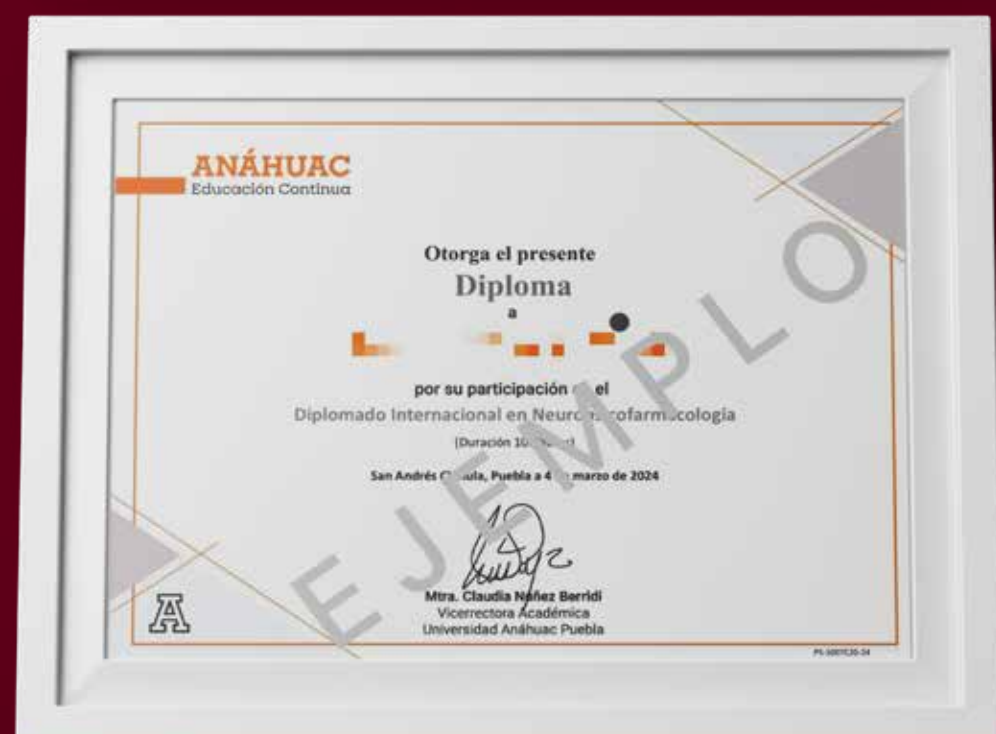 ANÁHUAC
Educación Continua
Otorga el presente
Diploma
a
por su participación el
Diplomado Internacional en
(Duración
San Andrés Puebla a 4 marzo de 2024
EJEMPLO
Mtra. Claudia Núñez Berridi
Vicerrectora Académica
Universidad Anáhuac Puebla
A